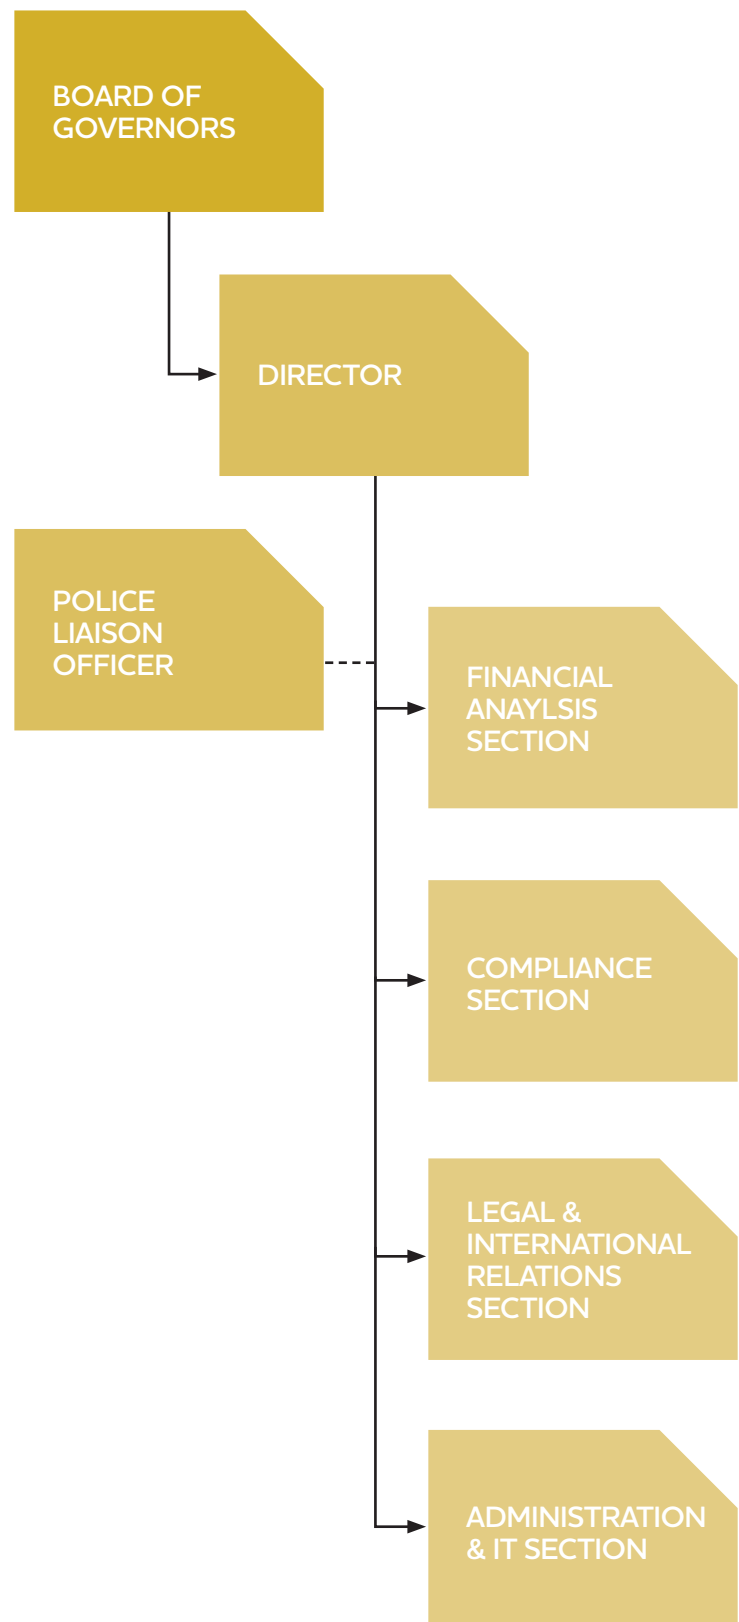 BOARD OF
GOVERNORS
DIRECTOR
POLICE
LIAISON
OFFICER
FINANCIAL
ANAYLSIS
SECTION
COMPLIANCE
SECTION
LEGAL &
INTERNATIONAL
RELATIONS
SECTION
ADMINISTRATION
& IT SECTION